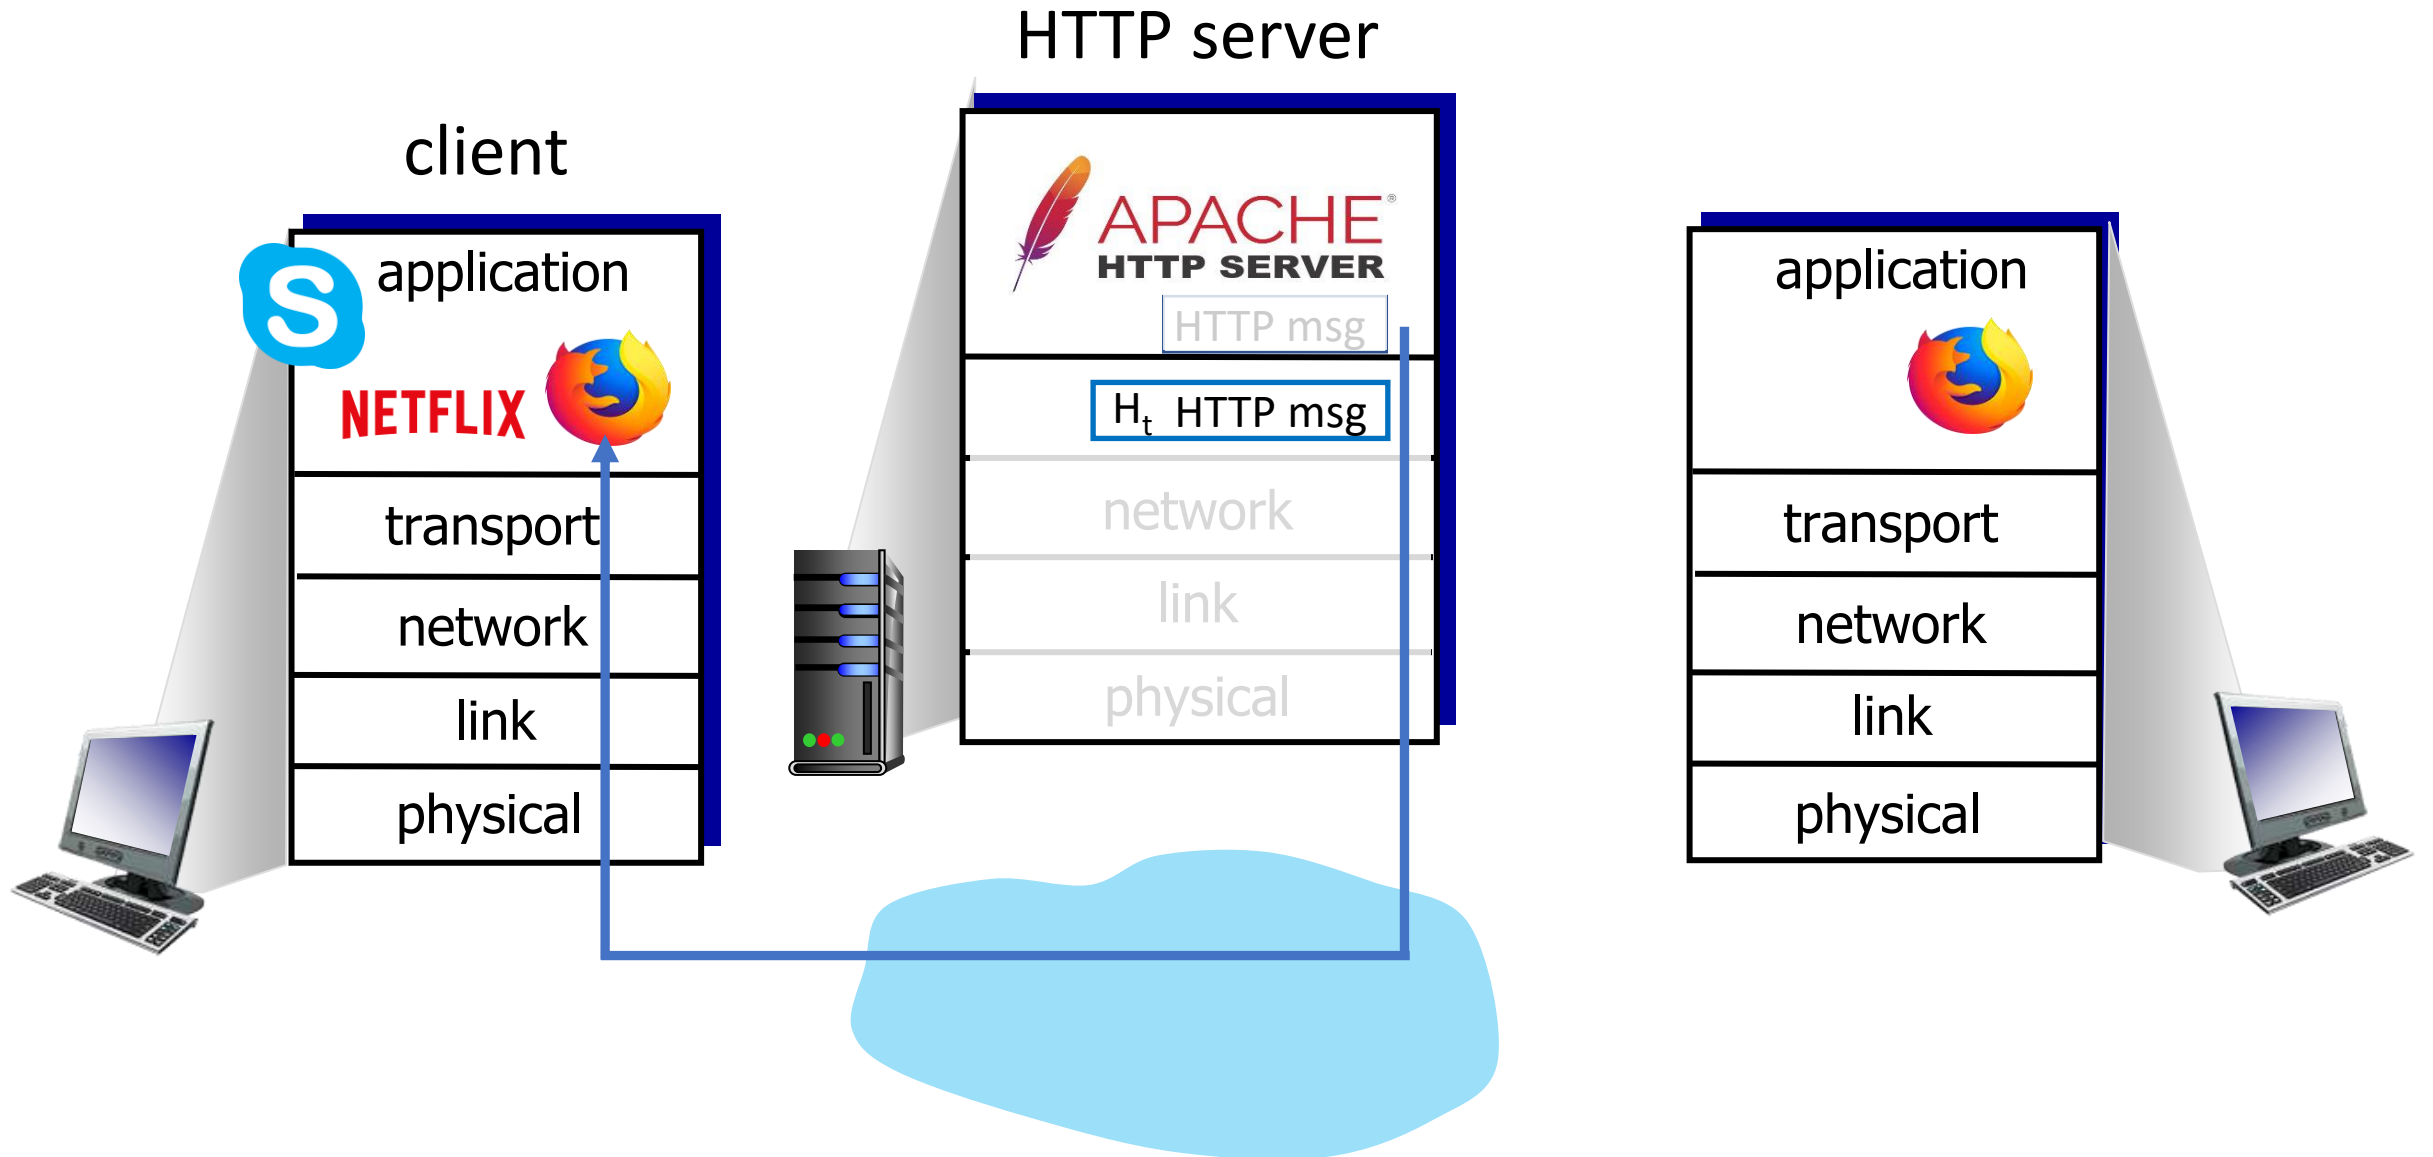 HTTP server
client
application
S
NETFLIX
transport
network
link
physical
APACHE®
HTTP SERVER
HTTP msg
Ht HTTP msg
network
link
physical
application
transport
network
link
physical